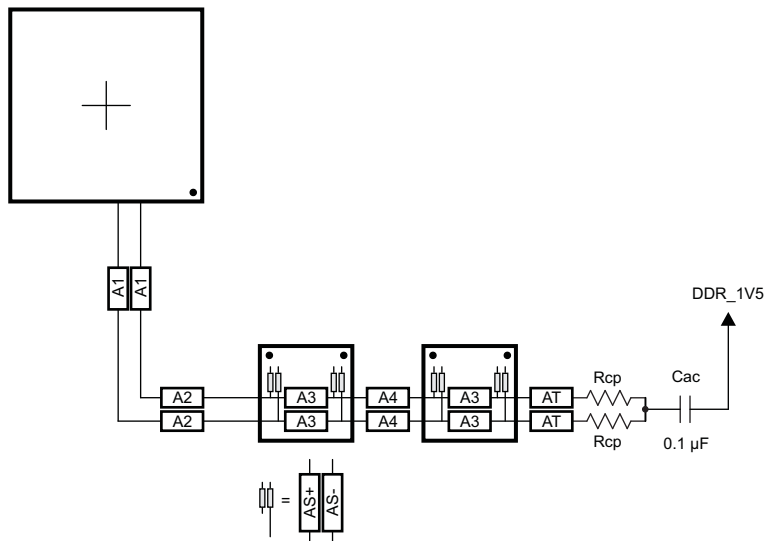 A1 A1
DDR_1V5
Rcp Cac
A2 A3 A4 A3 AT
A2 A3 A4 A3 AT
Rcp 0.1 µF
= AS+ AS-